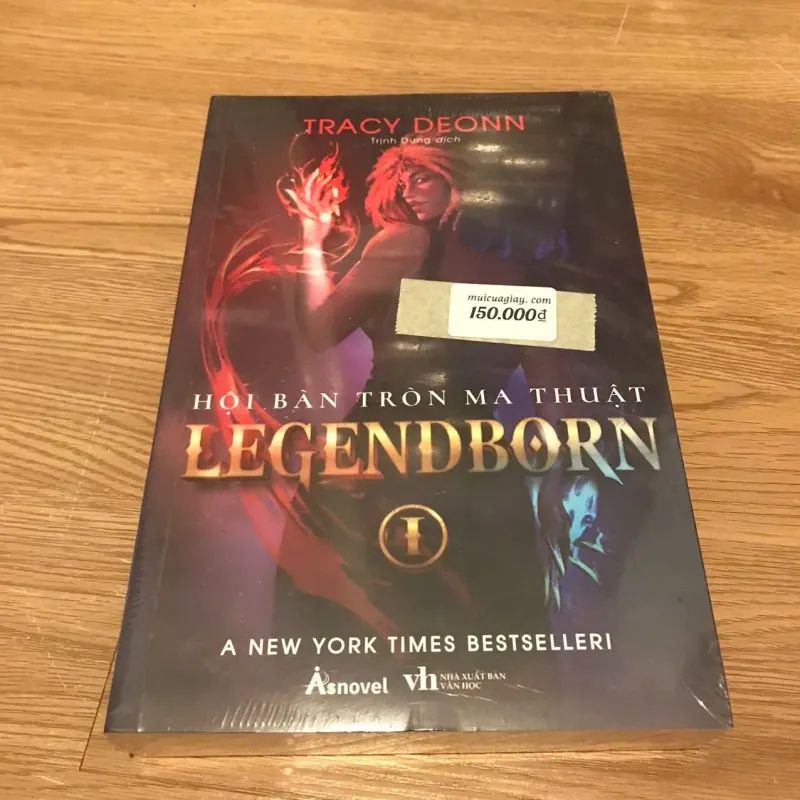 TRACY DEONN
Trịnh Dung dịch
muicuagiay. com
150.000₫
HỘI BÀN TRÒN MA THUẬT
LEGENDBORN
I
A NEW YORK TIMES BESTSELLER!
Asnovel
vh NHÀ XUẤT BẢN
VĂN HỌC